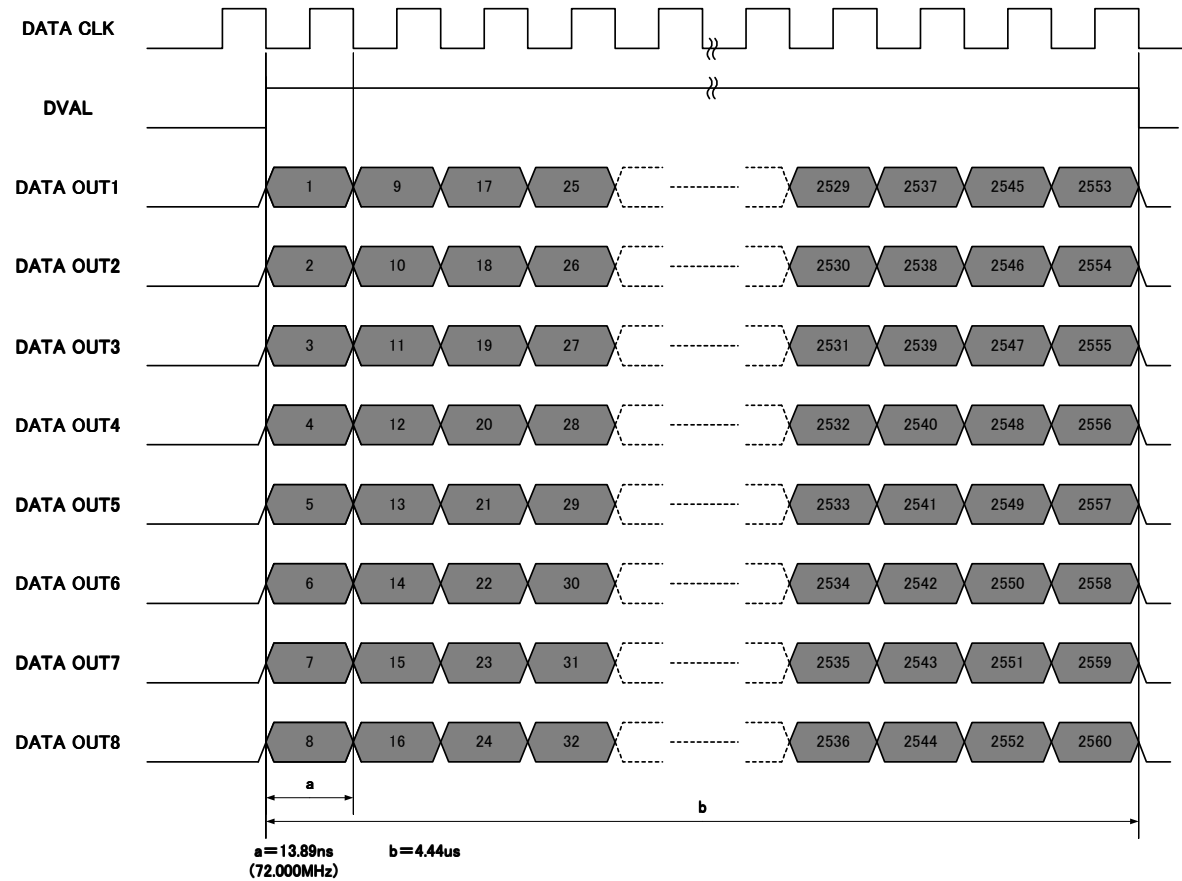 DATA CLK
DVAL
DATA OUT1 1 9 17 25 2529 2537 2545 2553
DATA OUT2 2 10 18 26 2530 2538 2546 2554
DATA OUT3 3 11 19 27 2531 2539 2547 2555
DATA OUT4 4 12 20 28 2532 2540 2548 2556
DATA OUT5 5 13 21 29 2533 2541 2549 2557
DATA OUT6 6 14 22 30 2534 2542 2550 2558
DATA OUT7 7 15 23 31 2535 2543 2551 2559
DATA OUT8 8 16 24 32 2536 2544 2552 2560
a
b
a=13.89ns b=4.44us
(72.000MHz)